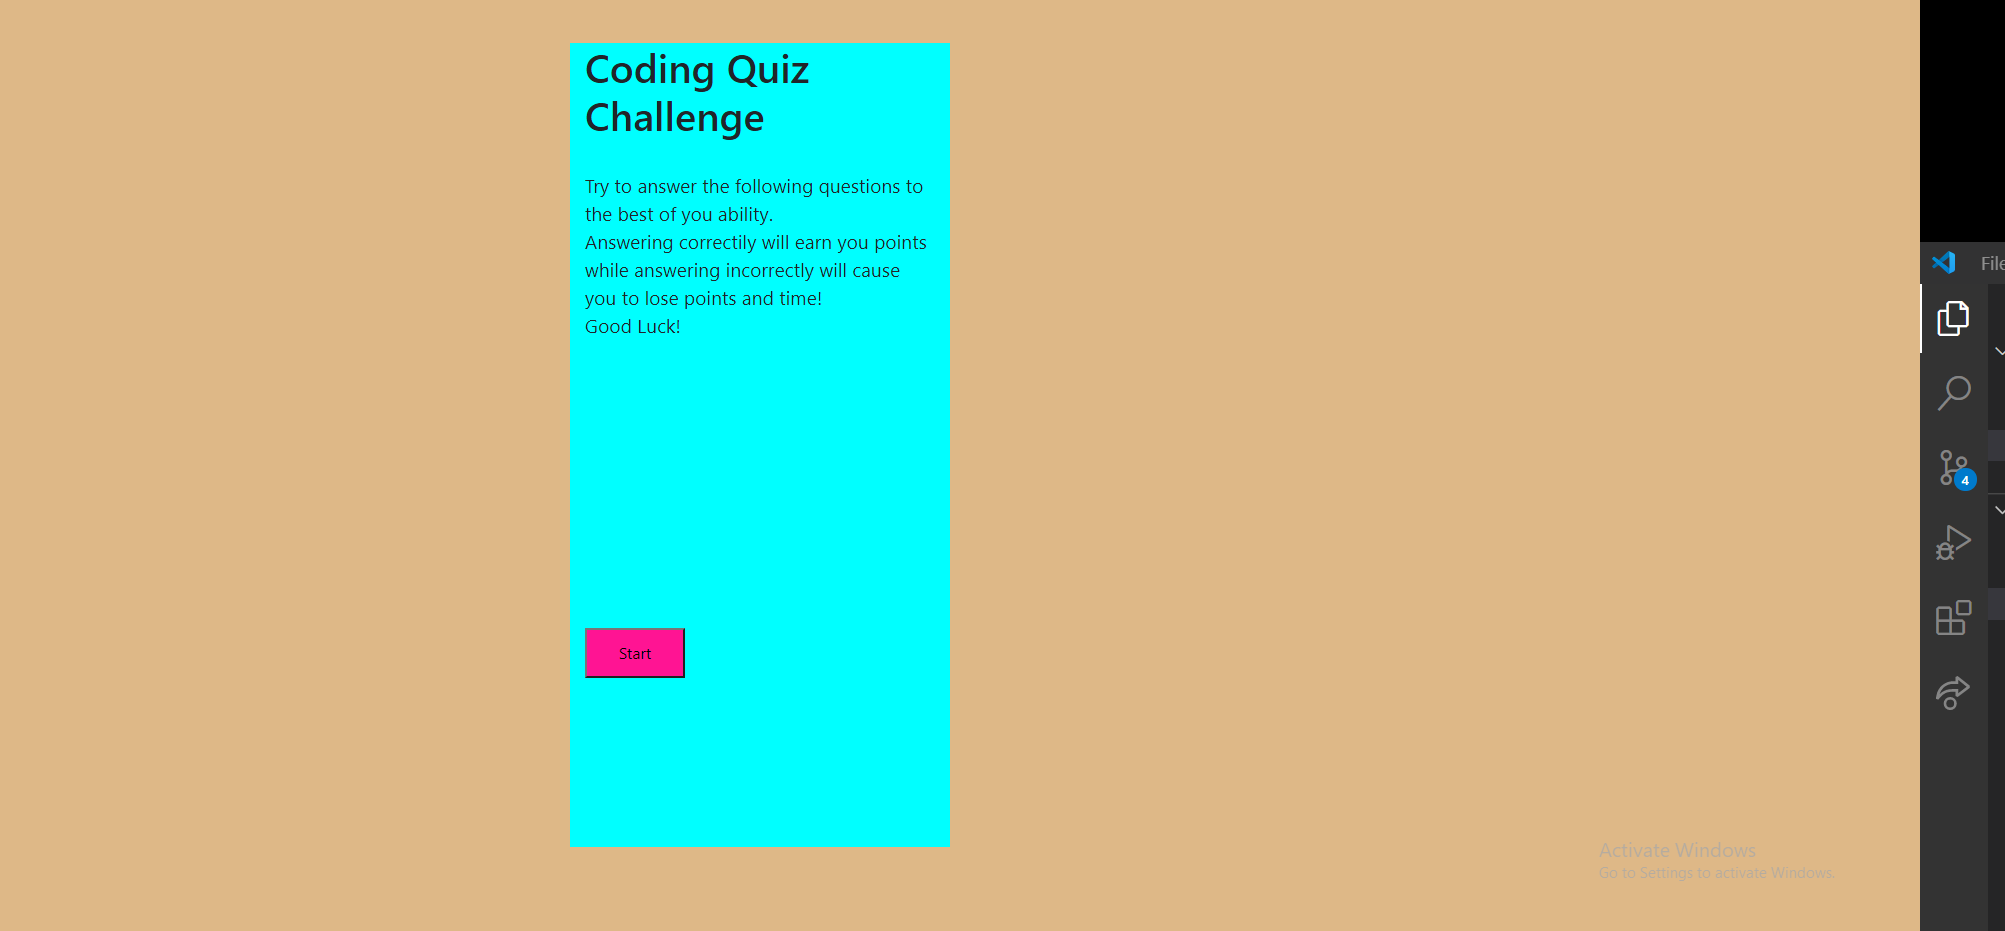 Coding Quiz
Challenge
Try to answer the following questions to
the best of you ability.
Answering correctily will earn you points
while answering incorrectly will cause
you to lose points and time!
Good Luck!
Start
File
4
Activate Windows
Go to Settings to activate Windows.